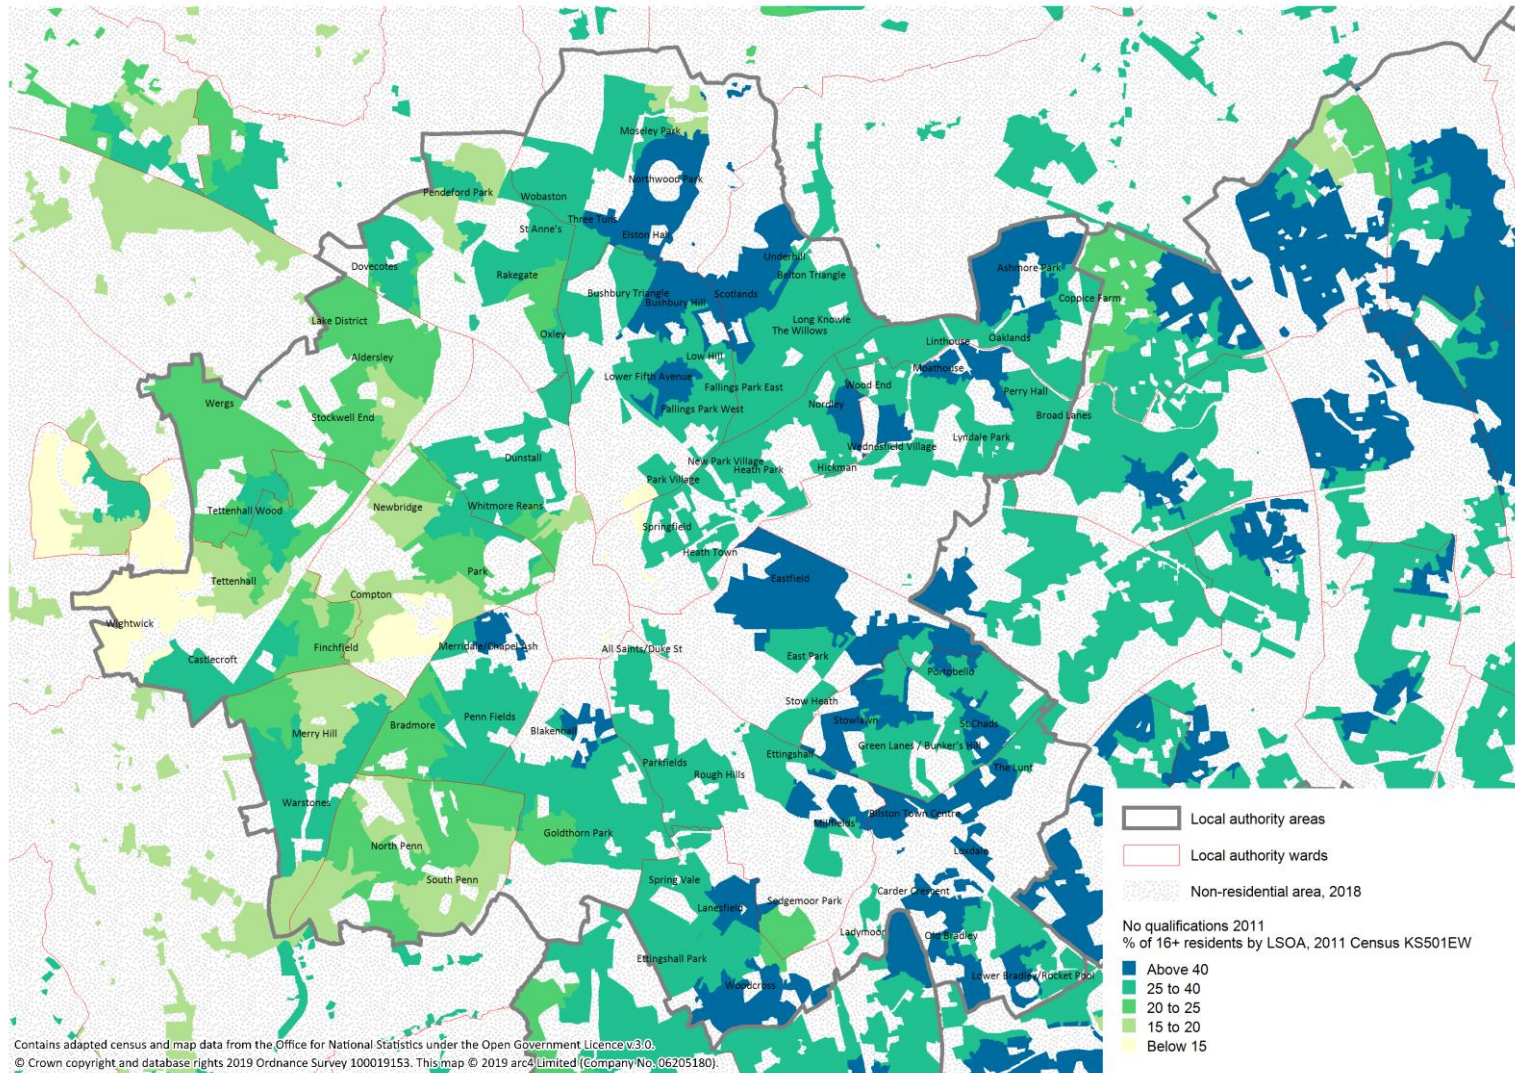 Moseley Park
Northwood Park
Pendeford Park
Wobaston
Three Tuns
St Anne's
Elston Hall
Underhill
Dovecotes
Rakegate
Belton Triangle
Ashmore Park
Bushbury Triangle
Scotlands
Bushbury Hill
Coppice Farm
Lake District
Long Knowle
The Willows
Oxley
Linthouse
Oaklands
Aldersley
Low Hill
Moathouse
Lower Fifth Avenue
Fallings Park East
Wood End
Perry Hall
Wergs
Nordley
Fallings Park West
Broad Lanes
Stockwell End
Lyndale Park
Wednesfield Village
Dunstall
New Park Village
Heath Park
Hickman
Park Village
Newbridge
Whitmore Reans
Tettenhall Wood
Springfield
Heath Town
Park
Eastfield
Tettenhall
Compton
Wightwick
Finchfield
Merridale/Chapel Ash
All Saints/Duke St
Castlecroft
East Park
Portobello
Stow Heath
Penn Fields
Bradmore
Stowlawn
St Chads
Merry Hill
Blakenhall
Green Lanes / Bunker's Hill
Ettingshall
Parkfields
The Lunt
Rough Hills
Warstones
Bilston Town Centre
Millfields
Goldthorn Park
North Penn
Loxdale
South Penn
Spring Vale
Carder Crescent
Sedgemoor Park
Lanesfield
Ladymoor
Old Bradley
Ettingshall Park
Lower Bradley/Rocket Pool
Woodcross
Local authority areas
Local authority wards
Non-residential area, 2018
No qualifications 2011
% of 16+ residents by LSOA, 2011 Census KS501EW
Above 40
25 to 40
20 to 25
15 to 20
Below 15
Contains adapted census and map data from the Office for National Statistics under the Open Government Licence v.3.0.
© Crown copyright and database rights 2019 Ordnance Survey 100019153. This map © 2019 arc4 Limited (Company No. 06205180).